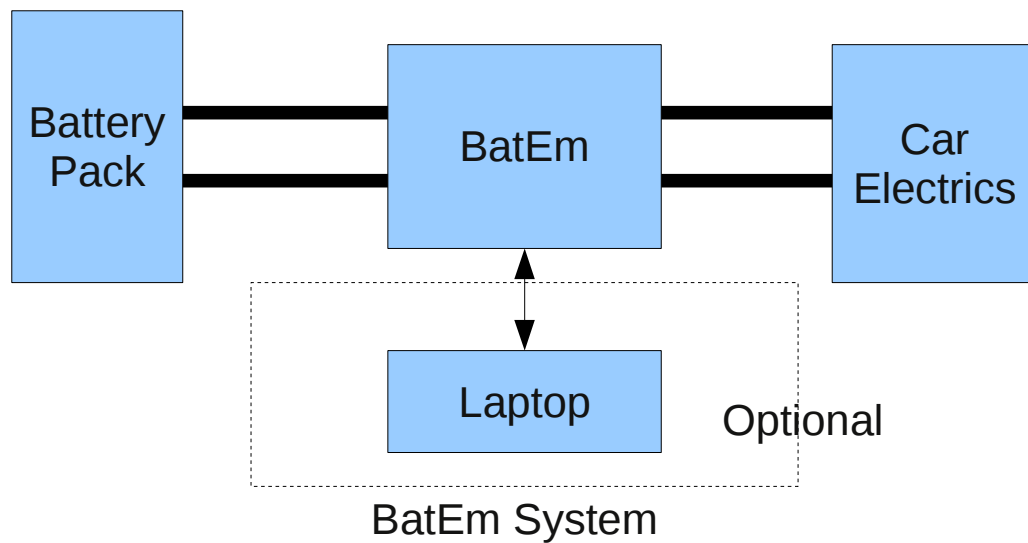 Battery
Pack
BatEm
Car
Electrics
Laptop
Optional
BatEm System